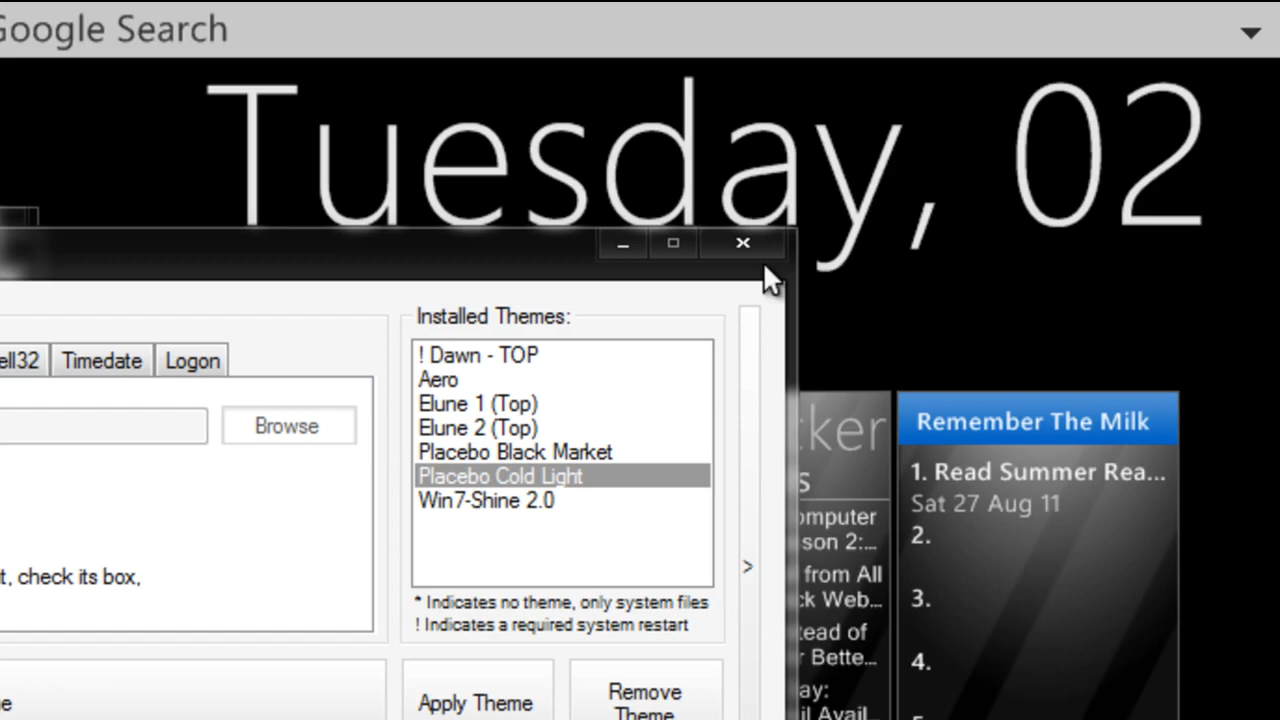 Google Search
Tuesday, 02
Installed Themes:
ell32
Timedate
Logon
Browse
! Dawn - TOP
Aero
Elune 1 (Top)
Elune 2 (Top)
Placebo Black Market
Placebo Cold Light
Win7-Shine 2.0
t, check its box,
>
* Indicates no theme, only system files
! Indicates a required system restart
Apply Theme
Remove
Theme
cker
s
omputer
son 2:...
from All
ck Web...
tead of
r Bette...
ay:
il Avail
Remember The Milk
1. Read Summer Rea...
Sat 27 Aug 11
2.
3.
4.